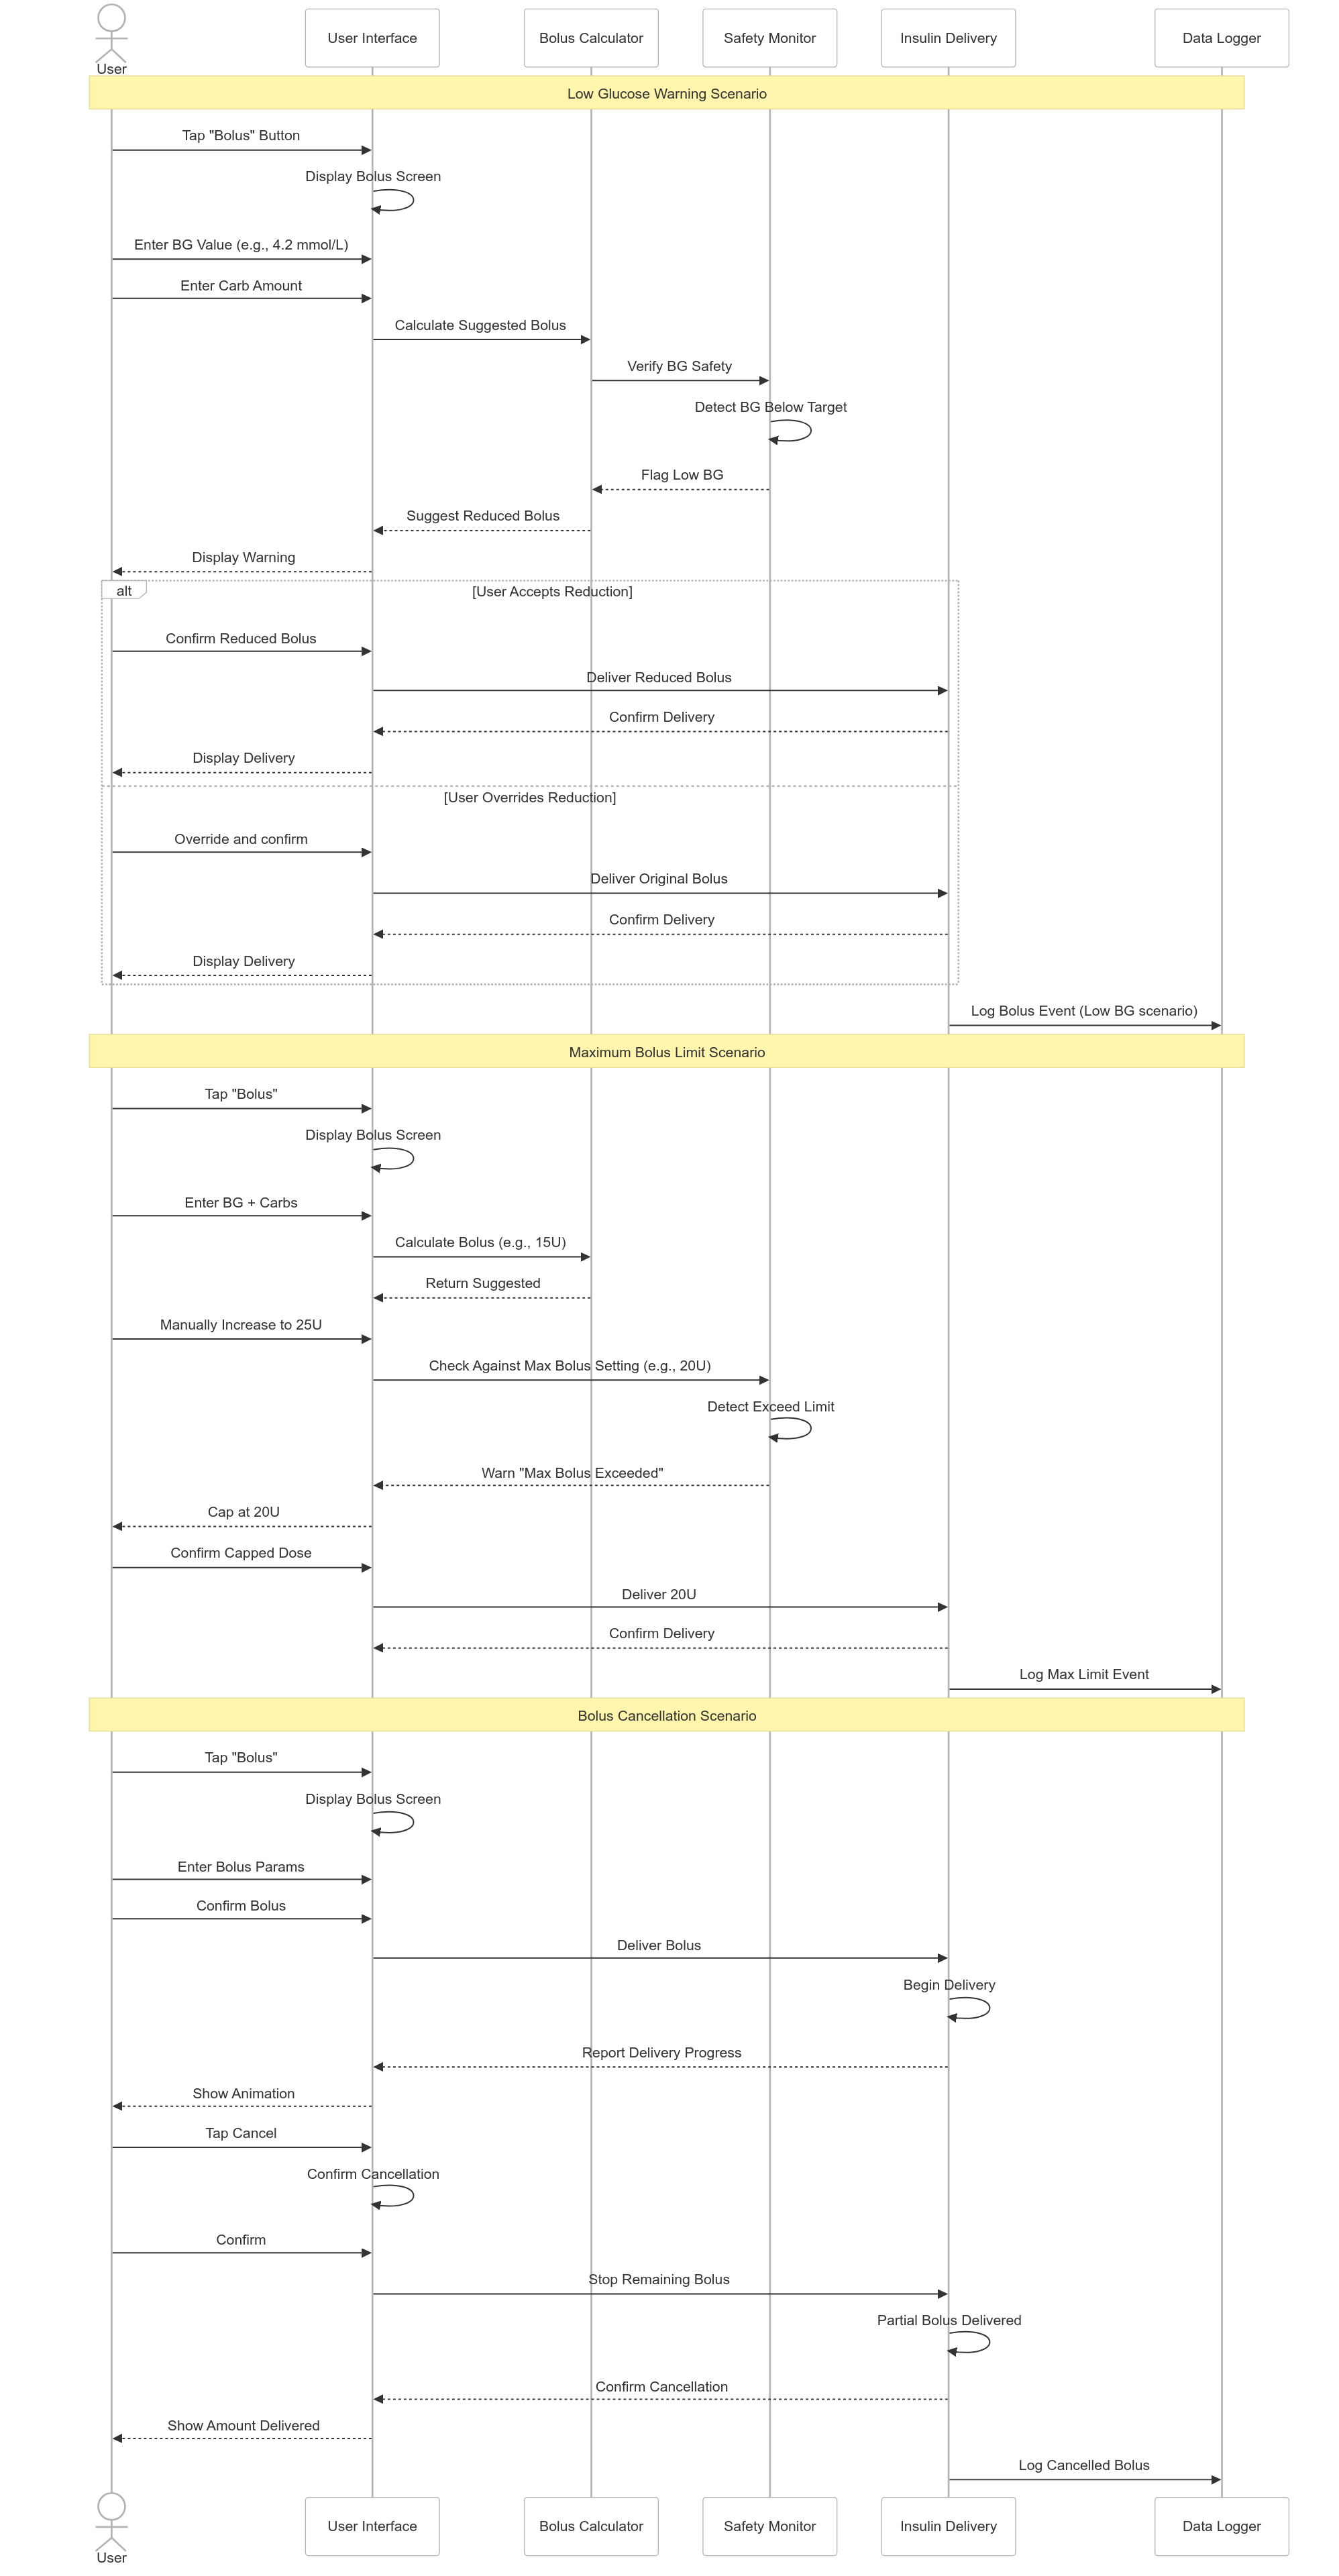 User
User Interface
Bolus Calculator
Safety Monitor
Insulin Delivery
Data Logger
Low Glucose Warning Scenario
Tap "Bolus" Button
Display Bolus Screen
Enter BG Value (e.g., 4.2 mmol/L)
Enter Carb Amount
Calculate Suggested Bolus
Verify BG Safety
Detect BG Below Target
Flag Low BG
Suggest Reduced Bolus
Display Warning
alt
[User Accepts Reduction]
Confirm Reduced Bolus
Deliver Reduced Bolus
Confirm Delivery
Display Delivery
[User Overrides Reduction]
Override and confirm
Deliver Original Bolus
Confirm Delivery
Display Delivery
Log Bolus Event (Low BG scenario)
Maximum Bolus Limit Scenario
Tap "Bolus"
Display Bolus Screen
Enter BG + Carbs
Calculate Bolus (e.g., 15U)
Return Suggested
Manually Increase to 25U
Check Against Max Bolus Setting (e.g., 20U)
Detect Exceed Limit
Warn "Max Bolus Exceeded"
Cap at 20U
Confirm Capped Dose
Deliver 20U
Confirm Delivery
Log Max Limit Event
Bolus Cancellation Scenario
Tap "Bolus"
Display Bolus Screen
Enter Bolus Params
Confirm Bolus
Deliver Bolus
Begin Delivery
Report Delivery Progress
Show Animation
Tap Cancel
Confirm Cancellation
Confirm
Stop Remaining Bolus
Partial Bolus Delivered
Confirm Cancellation
Show Amount Delivered
Log Cancelled Bolus
User
User Interface
Bolus Calculator
Safety Monitor
Insulin Delivery
Data Logger